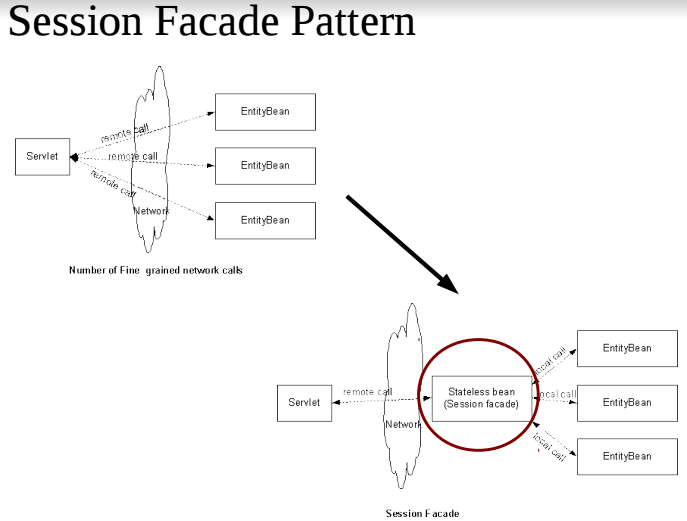 Session Facade Pattern
EntityBean
remote call
Servlet
remote call
EntityBean
remote call
Network
EntityBean
Number of Fine grained network calls
EntityBean
local call
remote call
Stateless bean
(Session facade)
local call
Servlet
EntityBean
Network
local call
EntityBean
Session Facade